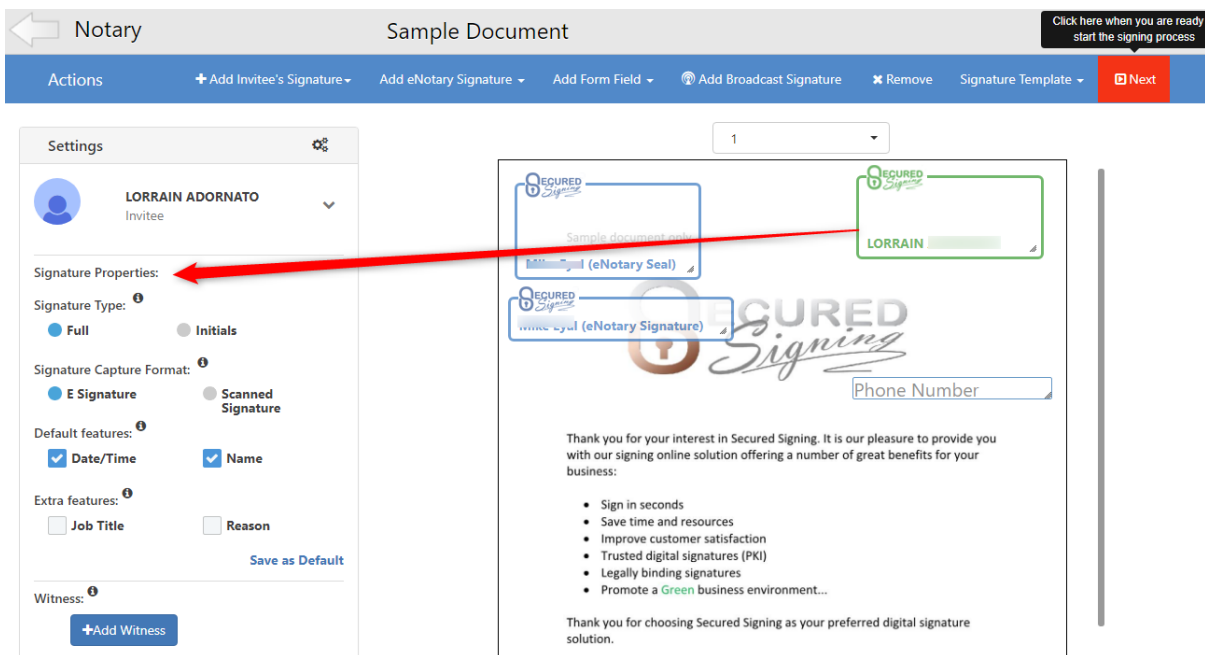 Notary
Sample Document
Click here when you are ready
start the signing process
Actions
Add Invitee's Signature
Add eNotary Signature
Add Form Field
Add Broadcast Signature
Remove
Signature Template
Next
Settings
1
LORRAIN ADORNATO
Invitee
Signature Properties:
Signature Type:
Full
Initials
Signature Capture Format:
E Signature
Scanned
Signature
Default features:
Date/Time
Name
Extra features:
Job Title
Reason
Save as Default
Witness:
+Add Witness
SECURED
Signing
Sample document only
(eNotary Seal)
SECURED
Signing
LORRAIN
SECURED
Signing
(eNotary Signature)
SECURED
Signing
Phone Number
Thank you for your interest in Secured Signing. It is our pleasure to provide you
with our signing online solution offering a number of great benefits for your
business:
• Sign in seconds
• Save time and resources
• Improve customer satisfaction
• Trusted digital signatures (PKI)
• Legally binding signatures
• Promote a Green business environment...
Thank you for choosing Secured Signing as your preferred digital signature
solution.